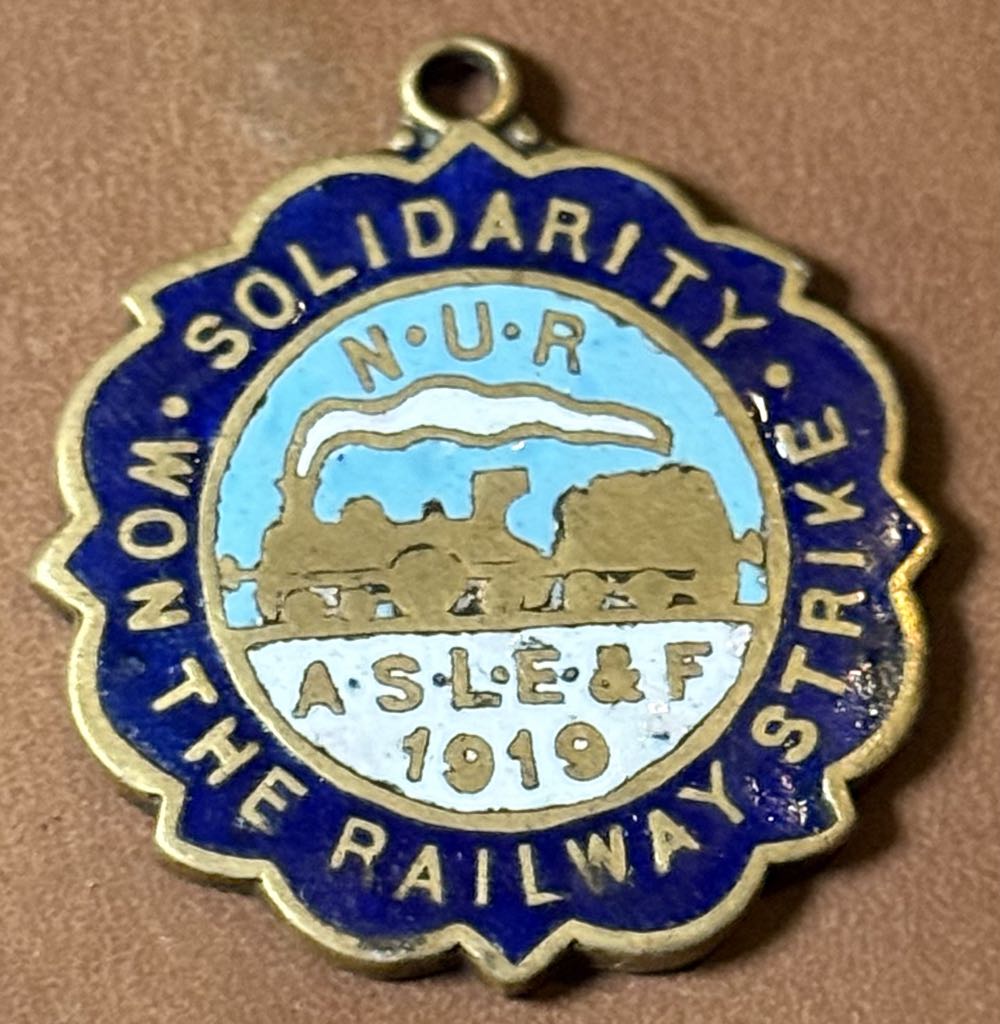 SOLIDARITY
·WON THE RAILWAY STRIKE·
N·U·R
A·S·L·E·&F
1919